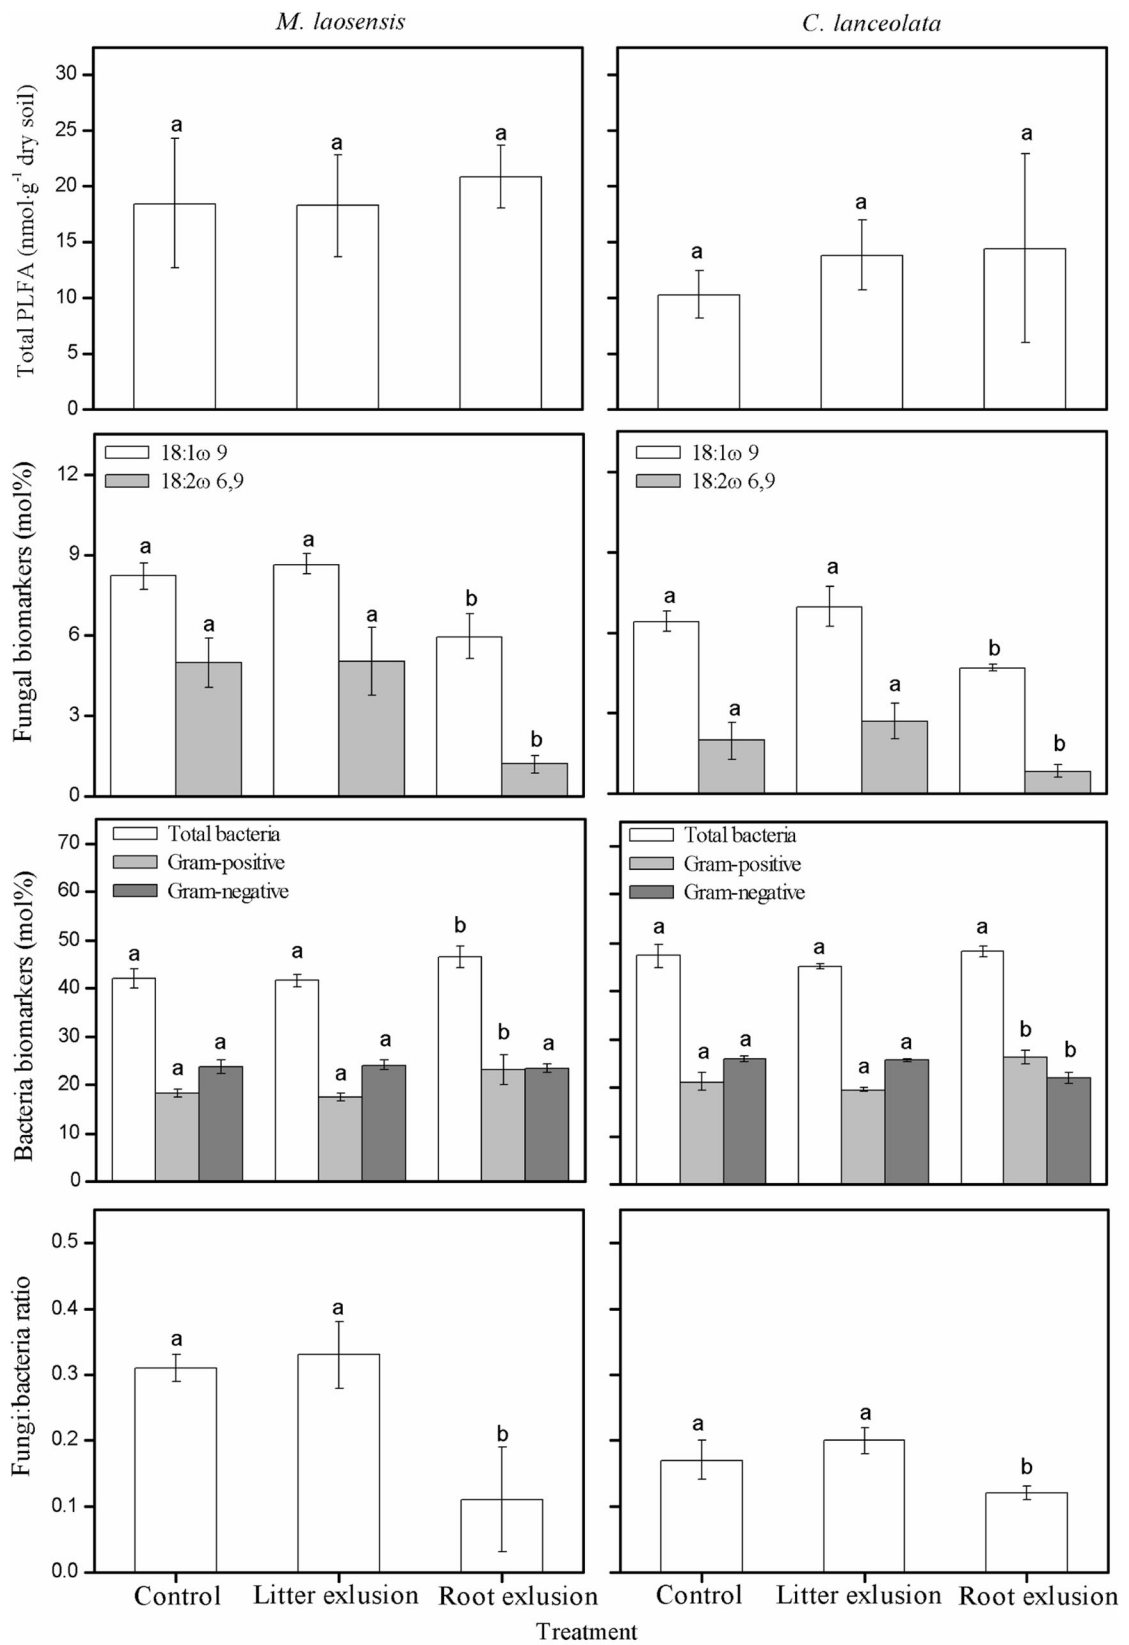 M. laosensis
C. lanceolata
Total PLFA (nmol·g⁻¹ dry soil)
30
25
20
15
10
5
0
a
a
a
a
a
a
Fungal biomarkers (mol%)
12
9
6
3
0
18:1ω 9
18:2ω 6,9
a
a
a
a
b
b
18:1ω 9
18:2ω 6,9
a
a
a
a
b
b
Bacteria biomarkers (mol%)
70
60
50
40
30
20
10
0
Total bacteria
Gram-positive
Gram-negative
a
a
a
a
a
a
b
b
a
Total bacteria
Gram-positive
Gram-negative
a
a
a
a
a
a
a
b
b
Fungi:bacteria ratio
0.5
0.4
0.3
0.2
0.1
0.0
a
a
b
a
a
b
Control
Litter exlusion
Root exlusion
Control
Litter exlusion
Root exlusion
Treatment